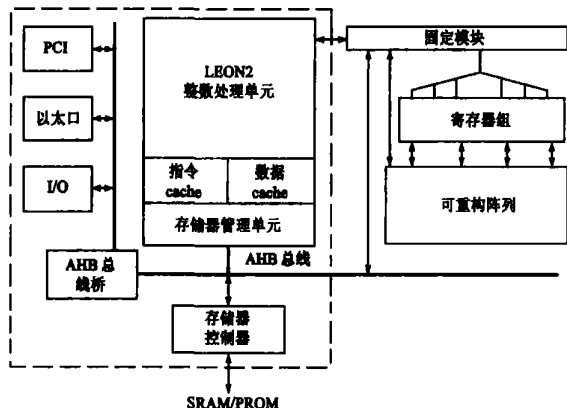 PCI
以太口
I/O
AHB 总
线桥
LEON2
整数处理单元
指令
cache
数据
cache
存储器管理单元
AHB 总线
存储器
控制器
SRAM/PROM
固定模块
寄存器组
可重构阵列